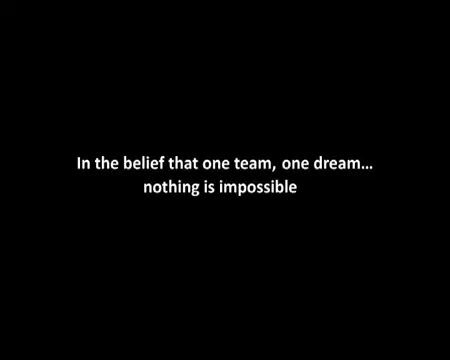 In the belief that one team, one dream...
nothing is impossible